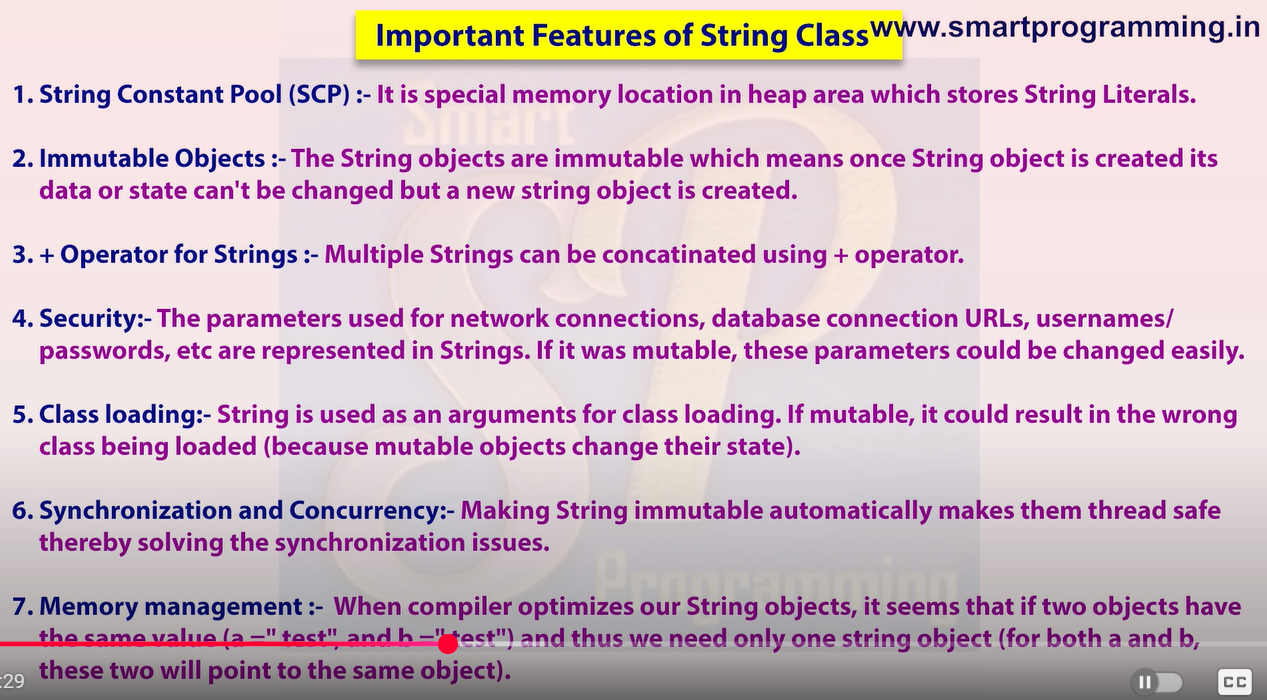 Important Features of String Class
www.smartprogramming.in
1. String Constant Pool (SCP) :- It is special memory location in heap area which stores String Literals.
Smart
2. Immutable Objects :- The String objects are immutable which means once String object is created its
data or state can't be changed but a new string object is created.
3. + Operator for Strings :- Multiple Strings can be concatinated using + operator.
4. Security:- The parameters used for network connections, database connection URLs, usernames/
passwords, etc are represented in Strings. If it was mutable, these parameters could be changed easily.
5. Class loading:- String is used as an arguments for class loading. If mutable, it could result in the wrong
class being loaded (because mutable objects change their state).
6. Synchronization and Concurrency:- Making String immutable automatically makes them thread safe
thereby solving the synchronization issues.
Programming
7. Memory management :- When compiler optimizes our String objects, it seems that if two objects have
the same value (a =" test", and b =" test") and thus we need only one string object (for both a and b,
these two will point to the same object).
:29
CC